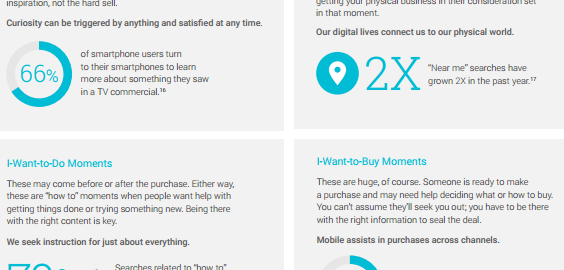 inspiration, not the hard sell.
Curiosity can be triggered by anything and satisfied at any time.
66%
of smartphone users turn
to their smartphones to learn
more about something they saw
in a TV commercial.16
getting your physical business in their consideration set
in that moment.
Our digital lives connect us to our physical world.
2X
"Near me" searches have
grown 2X in the past year.17
I-Want-to-Do Moments
These may come before or after the purchase. Either way,
these are "how to" moments when people want help with
getting things done or trying something new. Being there
with the right content is key.
We seek instruction for just about everything.
Searches related to "how to"
I-Want-to-Buy Moments
These are huge, of course. Someone is ready to make
a purchase and may need help deciding what or how to buy.
You can't assume they'll seek you out; you have to be there
with the right information to seal the deal.
Mobile assists in purchases across channels.